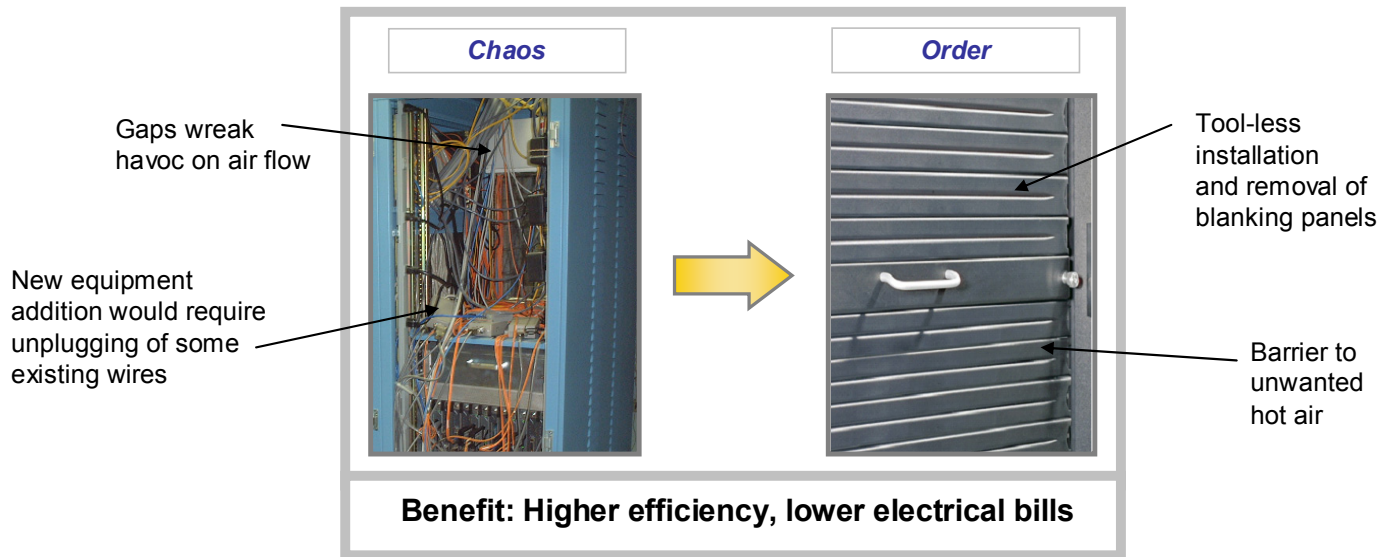 Chaos
Order
Gaps wreak
havoc on air flow
New equipment
addition would require
unplugging of some
existing wires
Tool-less
installation
and removal of
blanking panels
Barrier to
unwanted
hot air
Benefit: Higher efficiency, lower electrical bills